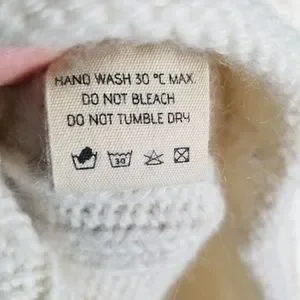 HAND WASH 30 °C MAX.
DO NOT BLEACH
DO NOT TUMBLE DRY
30